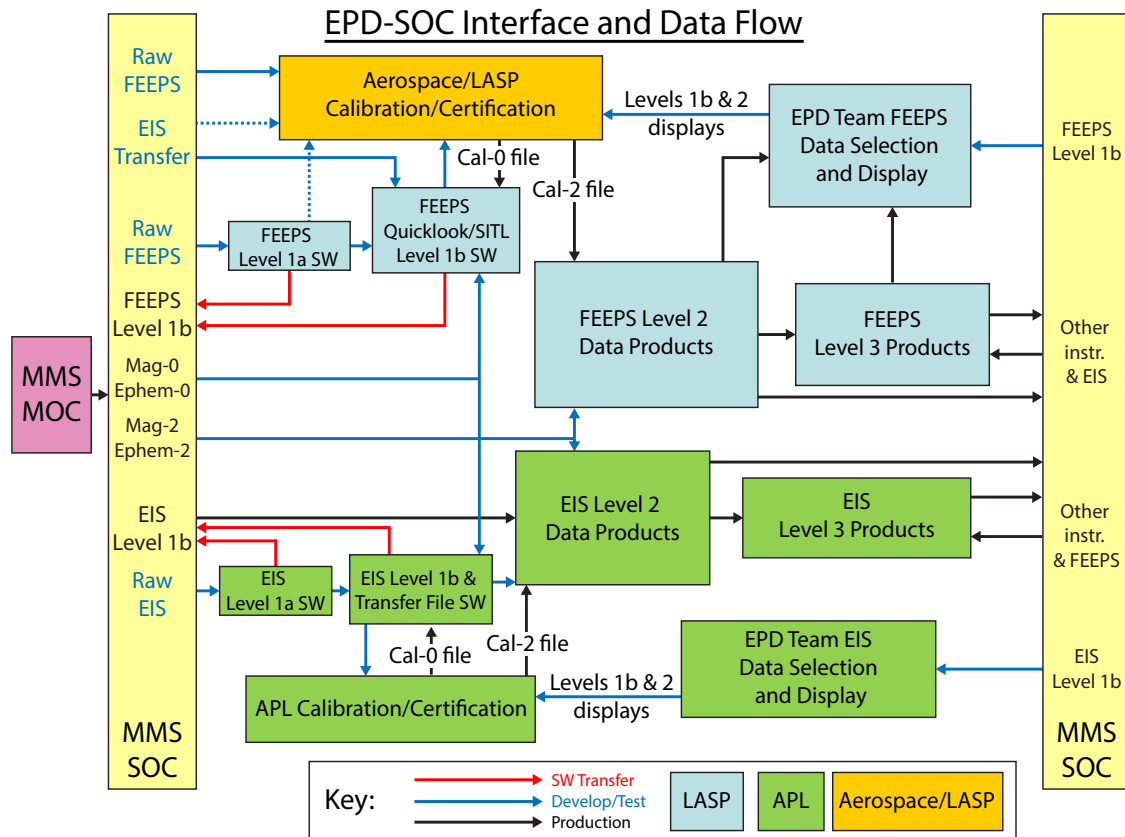 EPD-SOC Interface and Data Flow
Raw
FEEPS
EIS
Transfer
Raw
FEEPS
FEEPS
Level 1b
Mag-0
Ephem-0
Mag-2
Ephem-2
EIS
Level 1b
Raw
EIS
MMS
SOC
MMS
MOC
Aerospace/LASP
Calibration/Certification
Levels 1b & 2
displays
EPD Team FEEPS
Data Selection
and Display
FEEPS
Level 1b
Cal-0 file
Cal-2 file
FEEPS
Level 1a SW
FEEPS
Quicklook/SITL
Level 1b SW
FEEPS Level 2
Data Products
FEEPS
Level 3 Products
Other
instr.
& EIS
EIS Level 2
Data Products
EIS
Level 3 Products
Other
instr.
& FEEPS
EIS
Level 1a SW
EIS Level 1b &
Transfer File SW
Cal-0 file
Cal-2 file
APL Calibration/Certification
Levels 1b & 2
displays
EPD Team EIS
Data Selection
and Display
EIS
Level 1b
MMS
SOC
Key:
SW Transfer
Develop/Test
Production
LASP
APL
Aerospace/LASP